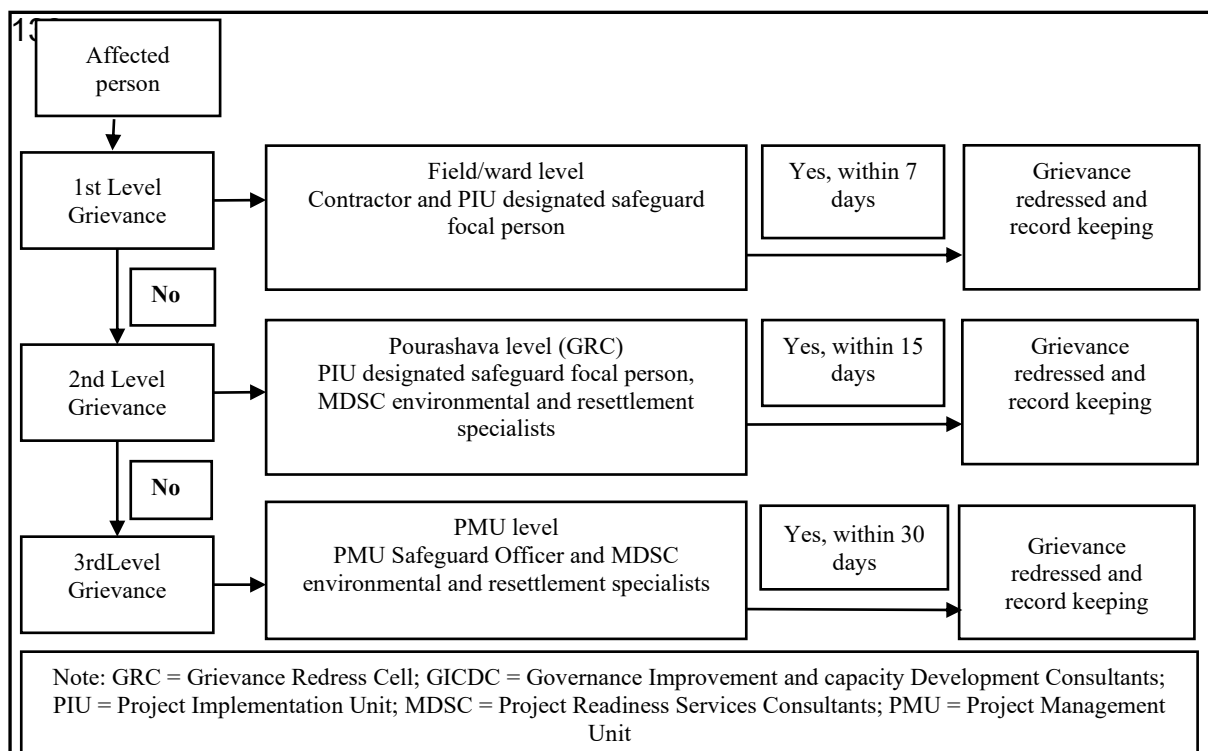 Affected
person
1st Level
Grievance
Field/ward level
Contractor and PIU designated safeguard
focal person
Yes, within 7
days
Grievance
redressed and
record keeping
No
2nd Level
Grievance
Pourashava level (GRC)
PIU designated safeguard focal person,
MDSC environmental and resettlement
specialists
Yes, within 15
days
Grievance
redressed and
record keeping
No
3rdLevel
Grievance
PMU level
PMU Safeguard Officer and MDSC
environmental and resettlement specialists
Yes, within 30
days
Grievance
redressed and
record keeping
Note: GRC = Grievance Redress Cell; GICDC = Governance Improvement and capacity Development Consultants;
PIU = Project Implementation Unit; MDSC = Project Readiness Services Consultants; PMU = Project Management
Unit